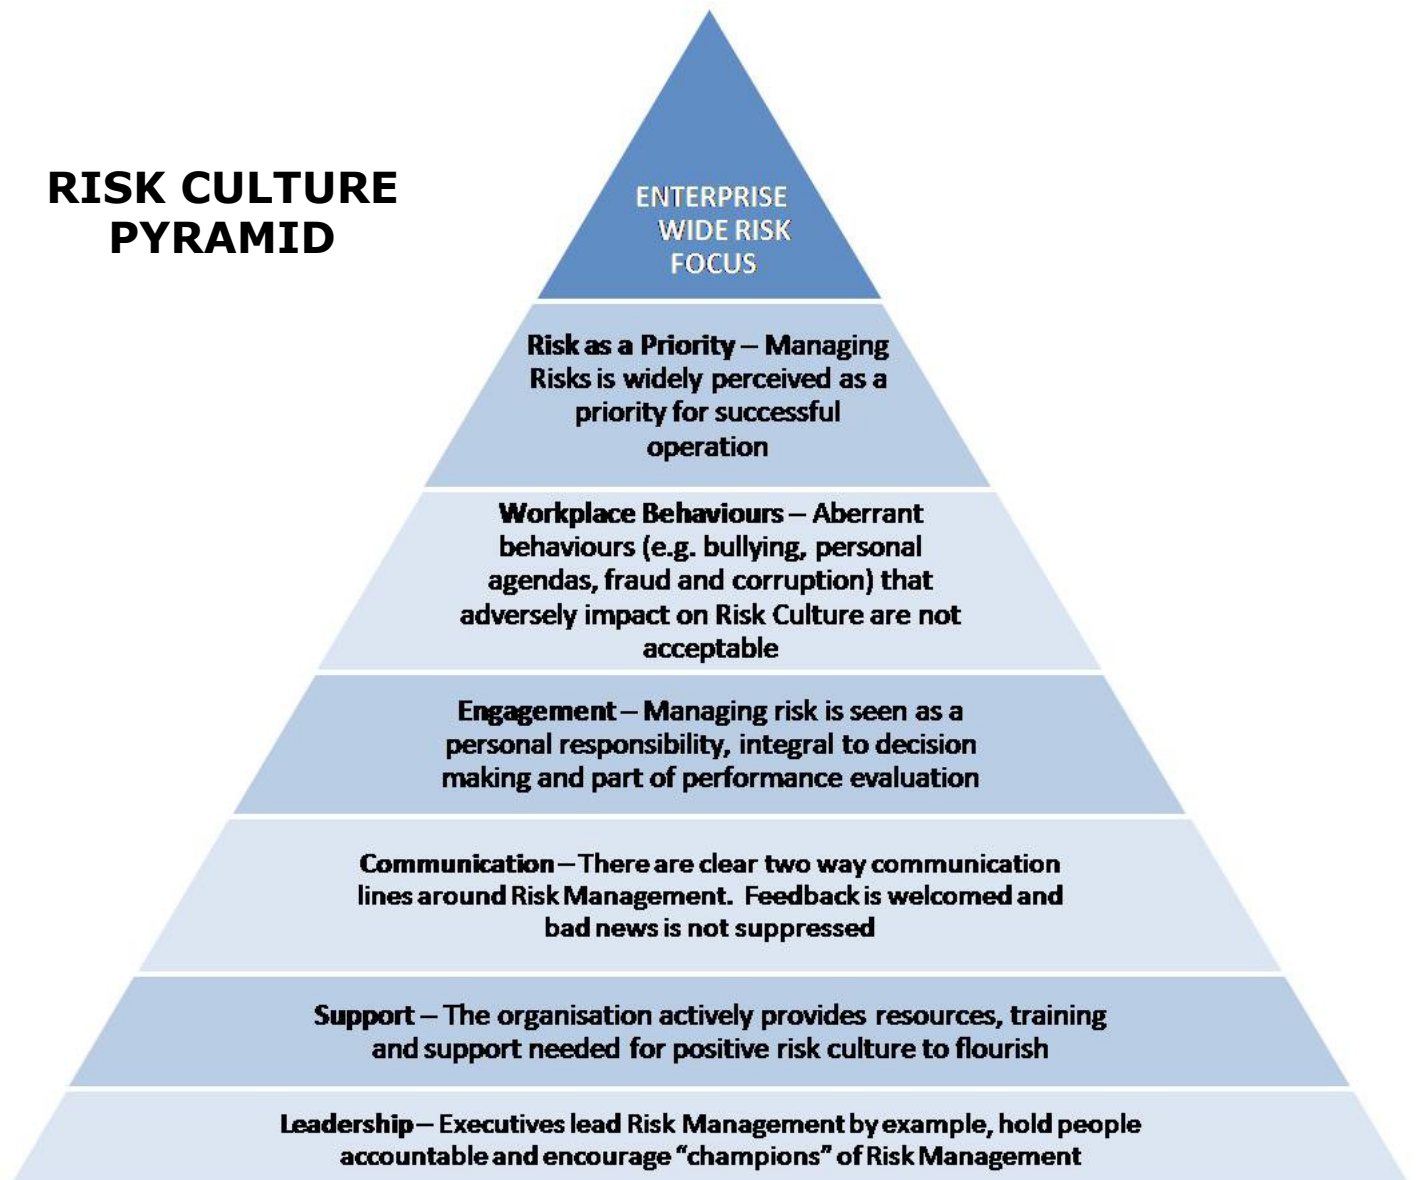 RISK CULTURE
PYRAMID
ENTERPRISE
WIDE RISK
FOCUS
Risk as a Priority – Managing
Risks is widely perceived as a
priority for successful
operation
Workplace Behaviours – Aberrant
behaviours (e.g. bullying, personal
agendas, fraud and corruption) that
adversely impact on Risk Culture are not
acceptable
Engagement – Managing risk is seen as a
personal responsibility, integral to decision
making and part of performance evaluation
Communication – There are clear two way communication
lines around Risk Management. Feedback is welcomed and
bad news is not suppressed
Support – The organisation actively provides resources, training
and support needed for positive risk culture to flourish
Leadership – Executives lead Risk Management by example, hold people
accountable and encourage “champions” of Risk Management